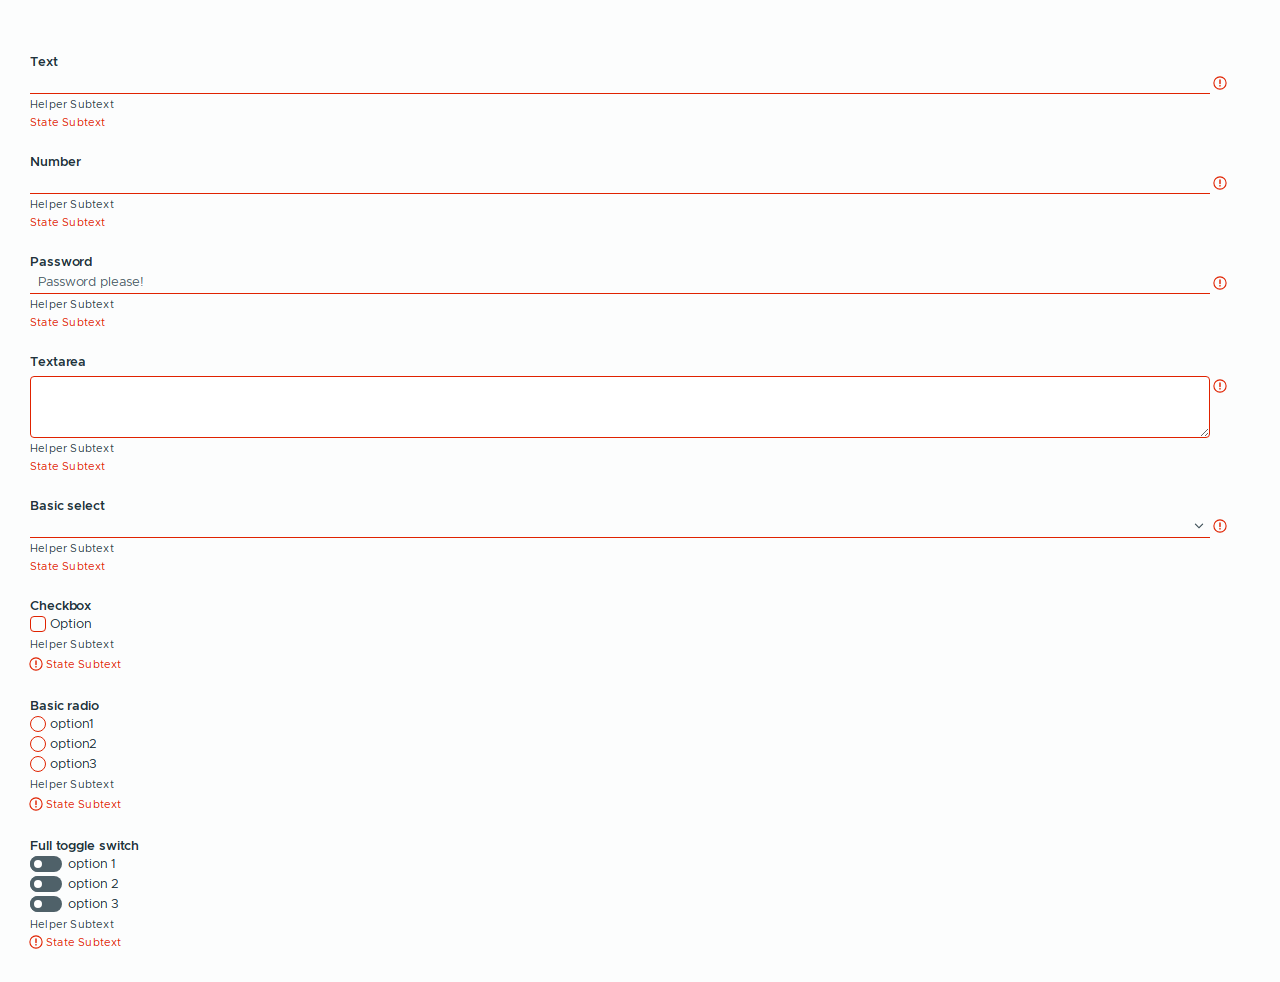 Text
Helper Subtext
State Subtext
Number
Helper Subtext
State Subtext
Password
Password please!
Helper Subtext
State Subtext
Textarea
Helper Subtext
State Subtext
Basic select
Helper Subtext
State Subtext
Checkbox
Option
Helper Subtext
State Subtext
Basic radio
option1
option2
option3
Helper Subtext
State Subtext
Full toggle switch
option 1
option 2
option 3
Helper Subtext
State Subtext